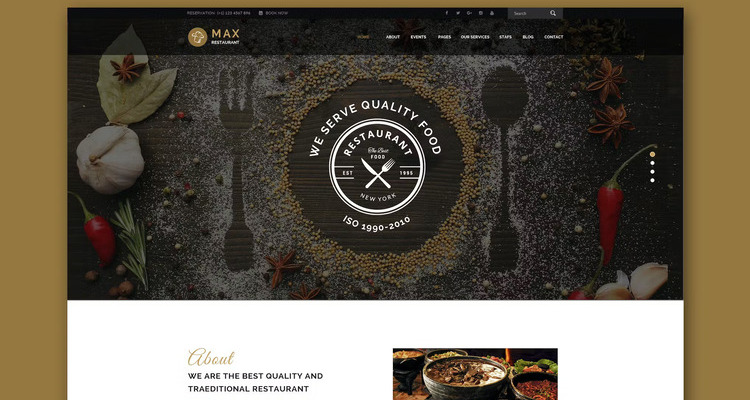 RESERVATION: (+1) 123 4567 896 BOOK NOW
Search
MAX
RESTAURANT
HOME ABOUT EVENTS PAGES OUR SERVICES STAFS BLOG CONTACT
WE SERVE QUALITY FOOD
RESTAURANT
The Best
FOOD
EST 1995
NEW YORK
ISO 1990-2010
About
WE ARE THE BEST QUALITY AND
TRAEDITIONAL RESTAURANT